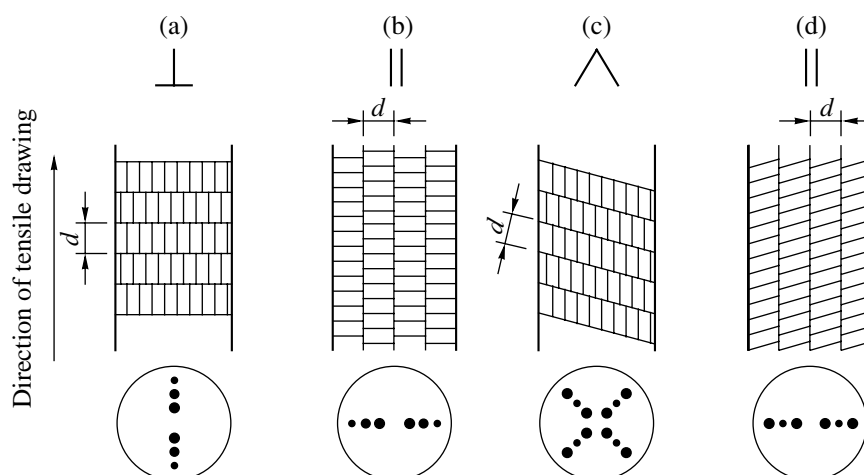 (a) (b) (c) (d)
d d
Direction of tensile drawing
d d